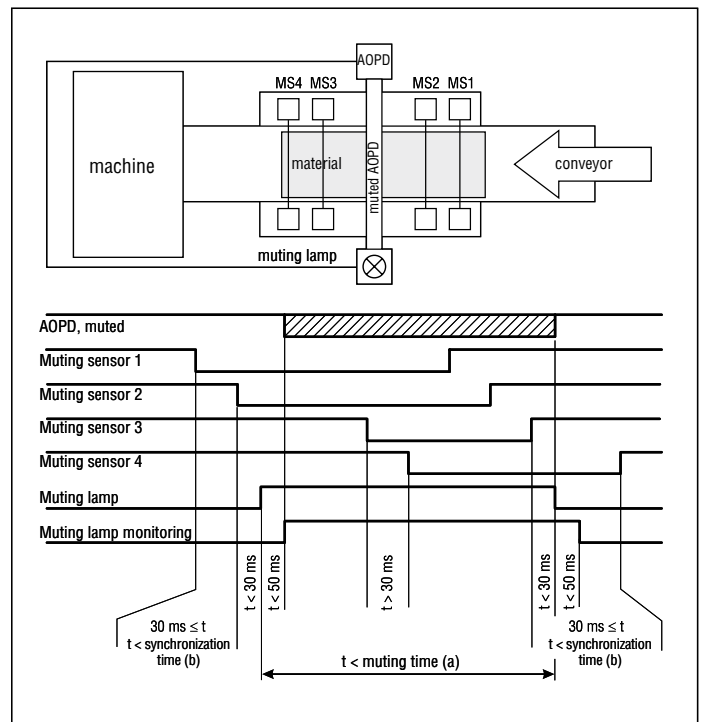 AOPD
MS4 MS3 MS2 MS1
machine
material
muted AOPD
conveyor
muting lamp
AOPD, muted
Muting sensor 1
Muting sensor 2
Muting sensor 3
Muting sensor 4
Muting lamp
Muting lamp monitoring
t < 30 ms
t < 50 ms
t > 30 ms
t < 30 ms
t < 50 ms
30 ms ≤ t
t < synchronization
time (b)
t < muting time (a)
30 ms ≤ t
t < synchronization
time (b)